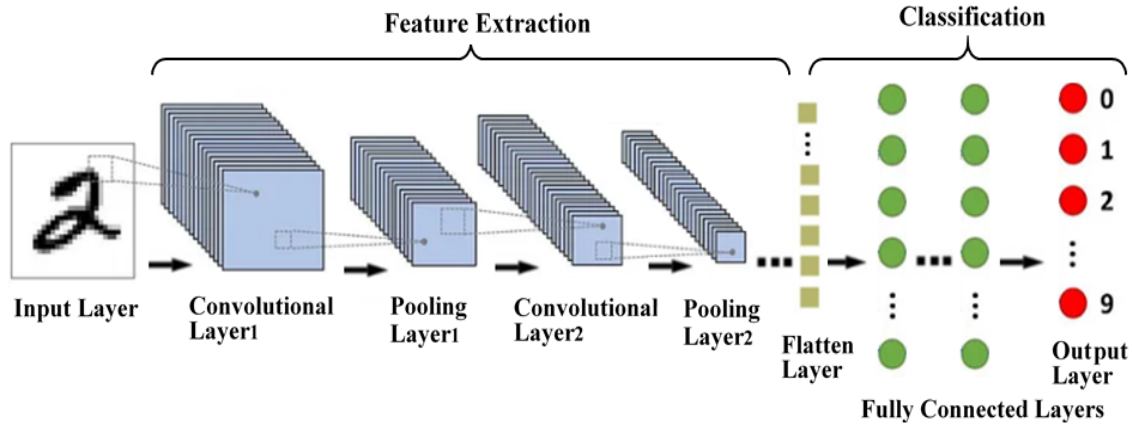 Feature Extraction
Classification
0
1
2
9
Input Layer
Convolutional
Layer1
Pooling
Layer1
Convolutional
Layer2
Pooling
Layer2
Flatten
Layer
Output
Layer
Fully Connected Layers
2